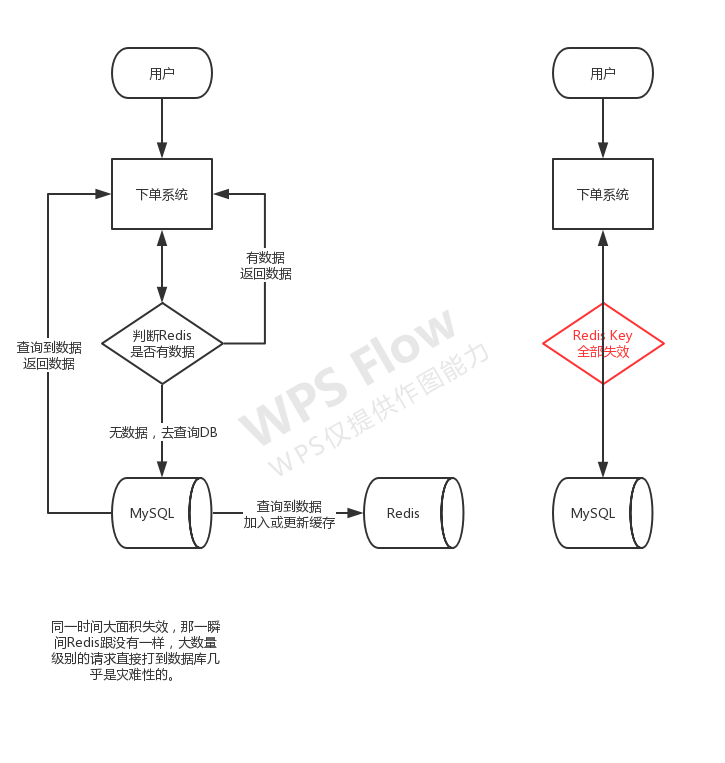 用户
下单系统
有数据
返回数据
判断Redis
是否有数据
查询到数据
返回数据
无数据，去查询DB
MySQL
查询到数据
加入或更新缓存
Redis
用户
下单系统
Redis Key
全部失效
MySQL
WPS Flow
WPS仅提供作图能力
同一时间大面积失效，那一瞬
间Redis跟没有一样，大数量
级别的请求直接打到数据库几
乎是灾难性的。